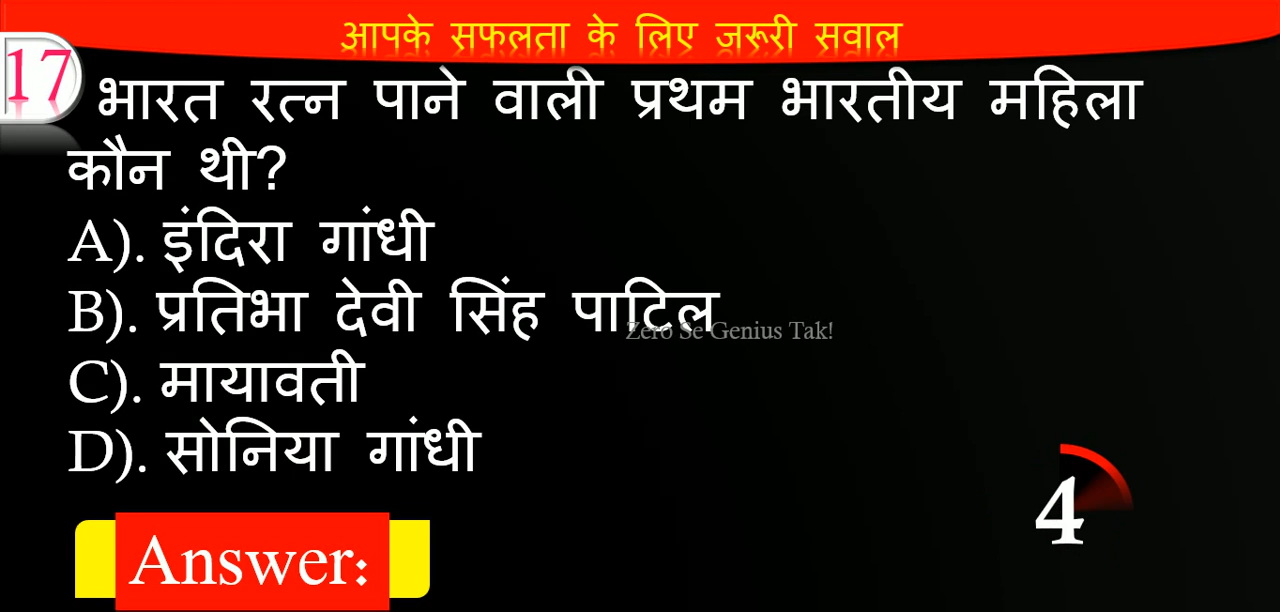 आपके सफलता के लिए जरूरी सवाल
17 भारत रत्न पाने वाली प्रथम भारतीय महिला
कौन थी?
A). इंदिरा गांधी
B). प्रतिभा देवी सिंह पाटिल
Zero Se Genius Tak!
C). मायावती
D). सोनिया गांधी
4
Answer: